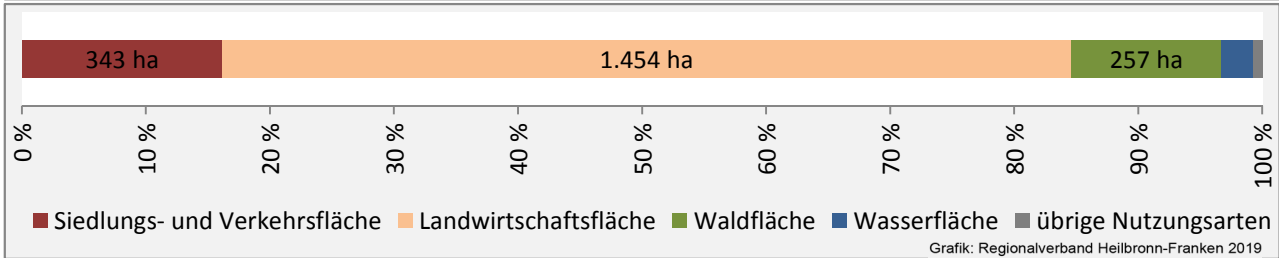 343 ha 1.454 ha 257 ha
0 % 10 % 20 % 30 % 40 % 50 % 60 % 70 % 80 % 90 % 100 %
Siedlungs- und Verkehrsfläche Landwirtschaftsfläche Waldfläche Wasserfläche übrige Nutzungsarten
Grafik: Regionalverband Heilbronn-Franken 2019